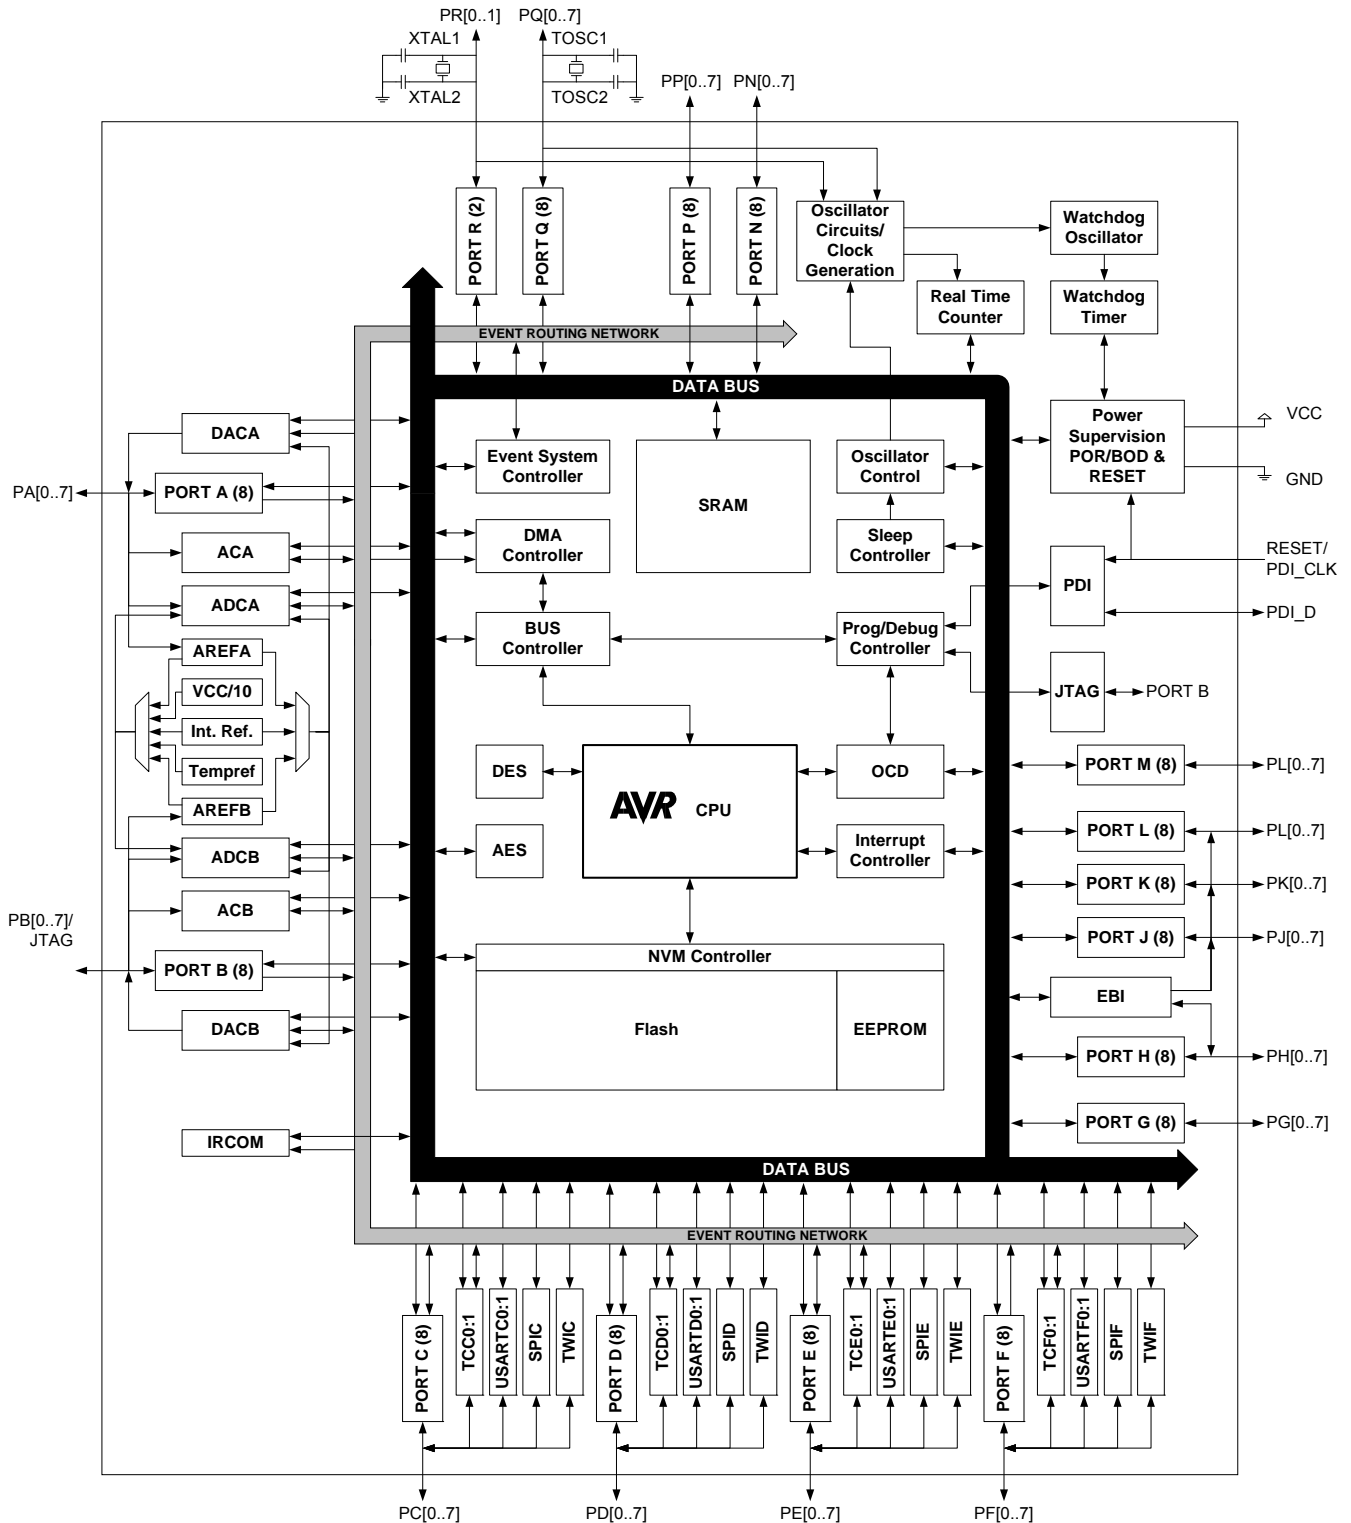 PR[0..1]
PQ[0..7]
XTAL1
TOSC1
XTAL2
TOSC2
PP[0..7]
PN[0..7]
PORT R (2)
PORT Q (8)
PORT P (8)
PORT N (8)
Oscillator
Circuits/
Clock
Generation
Watchdog
Oscillator
Real Time
Counter
Watchdog
Timer
EVENT ROUTING NETWORK
DATA BUS
DACA
PA[0..7]
PORT A (8)
ACA
ADCA
AREFA
VCC/10
Int. Ref.
Tempref
AREFB
ADCB
ACB
PB[0..7]/
JTAG
PORT B (8)
DACB
IRCOM
Event System
Controller
SRAM
Oscillator
Control
DMA
Controller
Sleep
Controller
BUS
Controller
Prog/Debug
Controller
DES
AVR CPU
OCD
AES
Interrupt
Controller
NVM Controller
Flash
EEPROM
Power
Supervision
POR/BOD &
RESET
VCC
GND
RESET/
PDI_CLK
PDI
PDI_D
JTAG
PORT B
PORT M (8)
PL[0..7]
PORT L (8)
PL[0..7]
PORT K (8)
PK[0..7]
PORT J (8)
PJ[0..7]
EBI
PORT H (8)
PH[0..7]
PORT G (8)
PG[0..7]
DATA BUS
EVENT ROUTING NETWORK
PORT C (8)
TCC0:1
USARTC0:1
SPIC
TWIC
PORT D (8)
TCD0:1
USARTD0:1
SPID
TWID
PORT E (8)
TCE0:1
USARTE0:1
SPIE
TWIE
PORT F (8)
TCF0:1
USARTF0:1
SPIF
TWIF
PC[0..7]
PD[0..7]
PE[0..7]
PF[0..7]